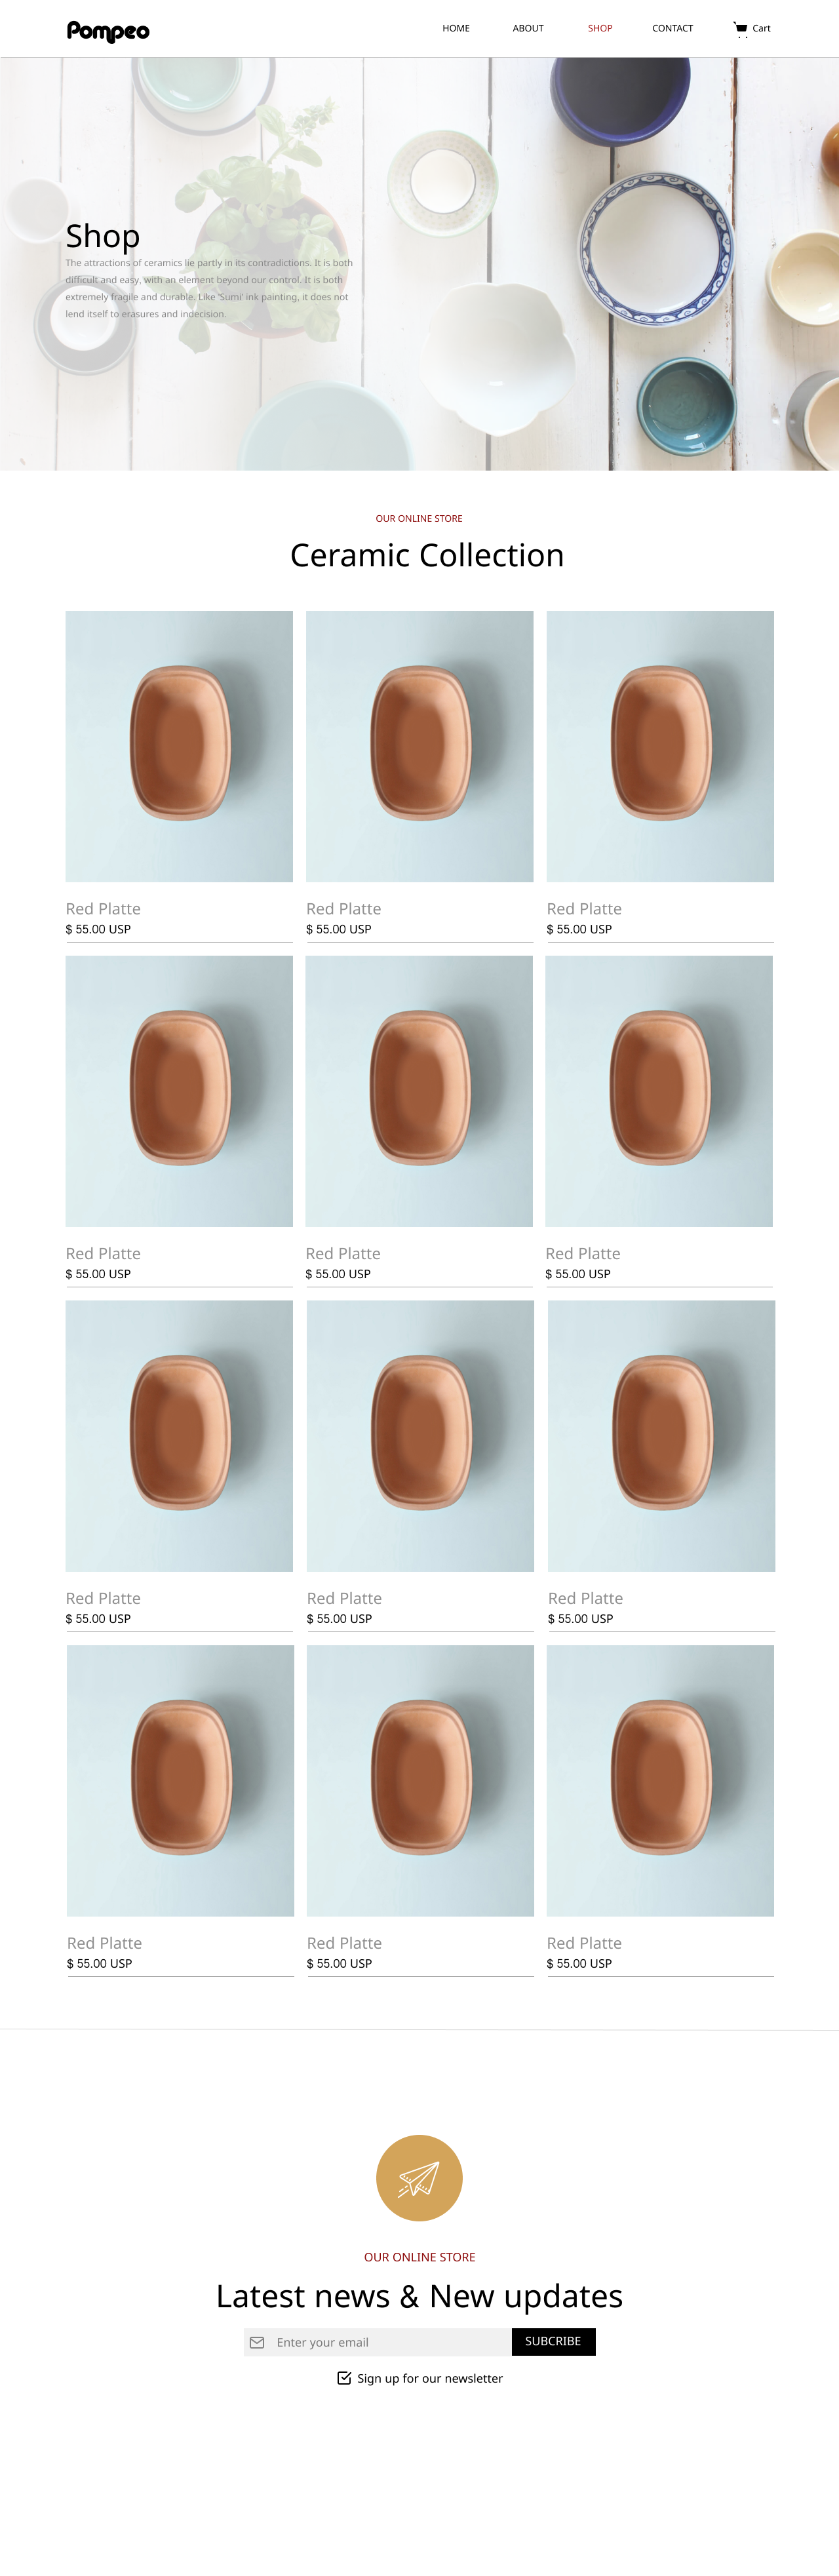 Pompeo
HOME ABOUT SHOP CONTACT Cart
Shop
The attractions of ceramics lie partly in its contradictions. It is both
difficult and easy, with an element beyond our control. It is both
extremely fragile and durable. Like 'Sumi' ink painting, it does not
lend itself to erasures and indecision.
OUR ONLINE STORE
Ceramic Collection
Red Platte Red Platte Red Platte
$ 55.00 USP $ 55.00 USP $ 55.00 USP
Red Platte Red Platte Red Platte
$ 55.00 USP $ 55.00 USP $ 55.00 USP
Red Platte Red Platte Red Platte
$ 55.00 USP $ 55.00 USP $ 55.00 USP
Red Platte Red Platte Red Platte
$ 55.00 USP $ 55.00 USP $ 55.00 USP
OUR ONLINE STORE
Latest news & New updates
Enter your email SUBCRIBE
Sign up for our newsletter